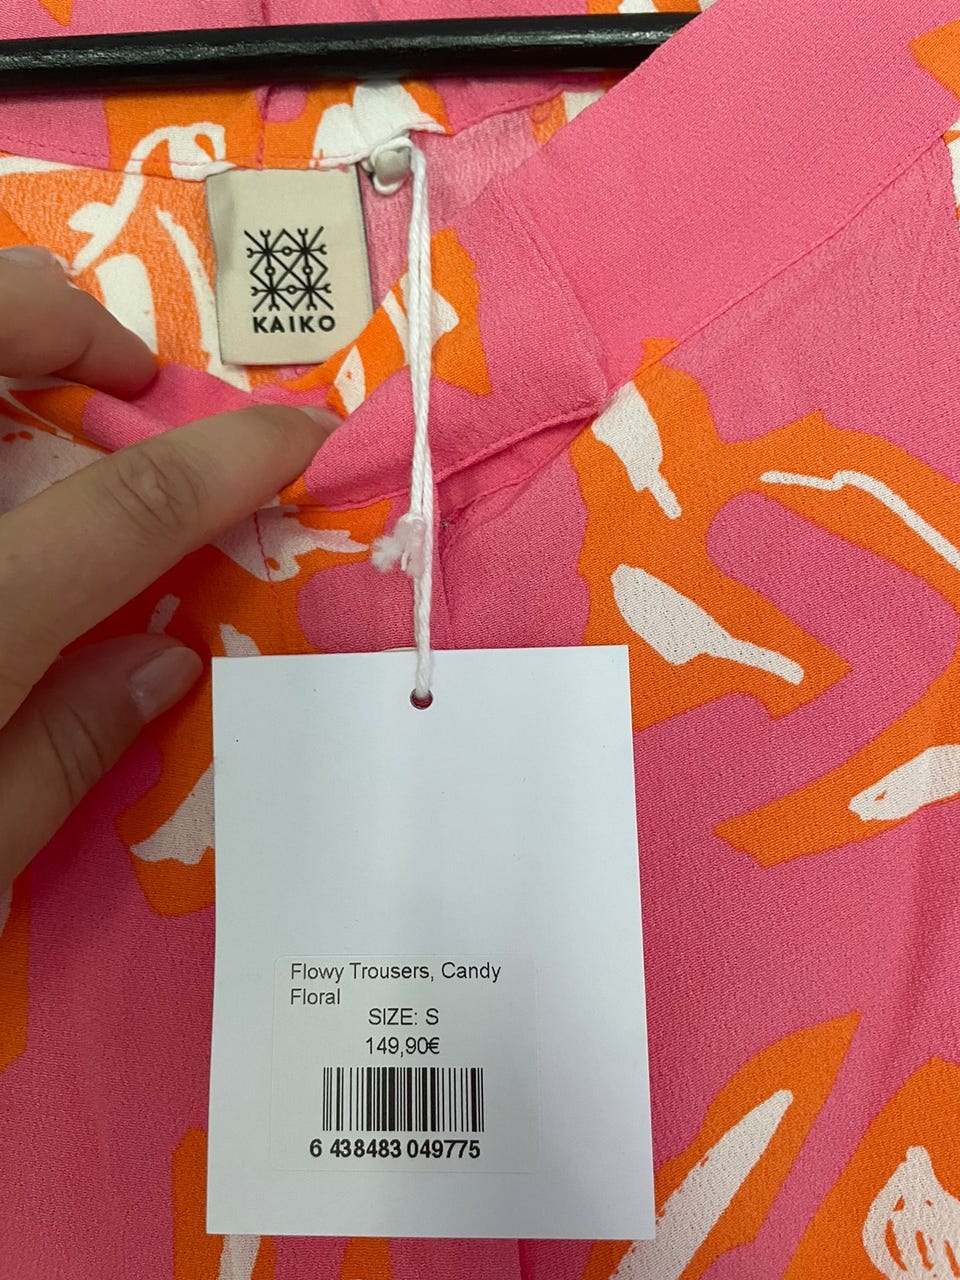 KAIKO
Flowy Trousers, Candy
Floral
SIZE: S
149,90€
6 438483 049775